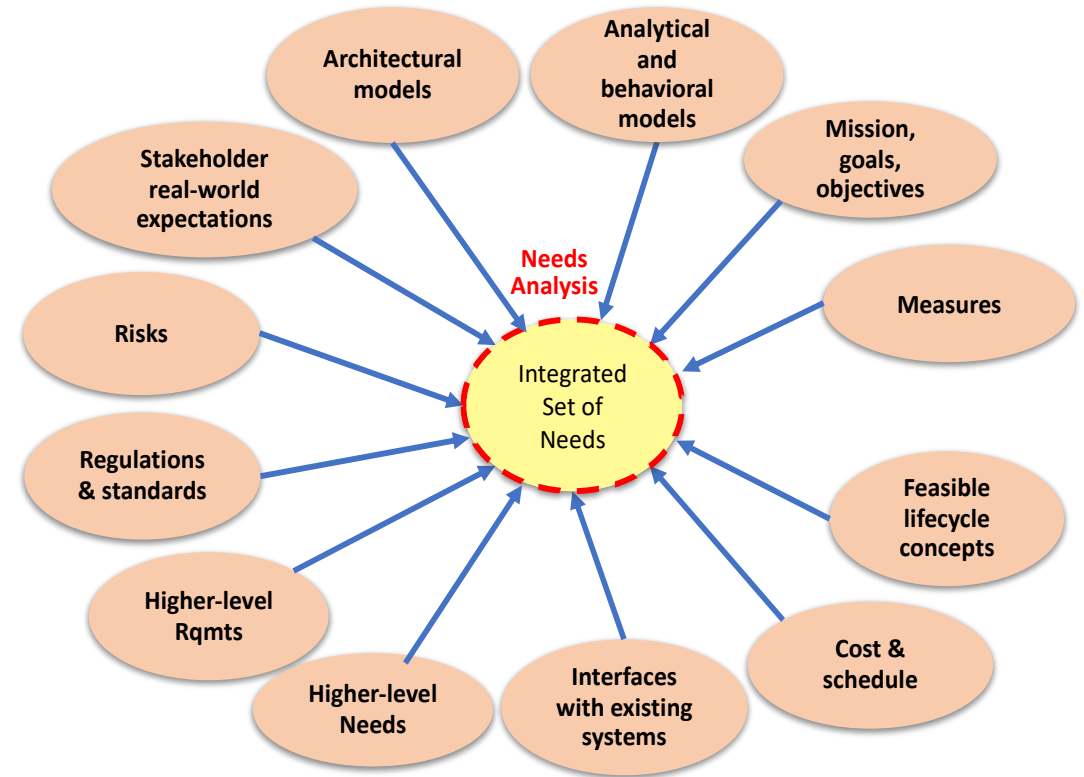 Architectural
models
Analytical
and
behavioral
models
Mission,
goals,
objectives
Stakeholder
real-world
expectations
Needs
Analysis
Measures
Risks
Integrated
Set of
Needs
Regulations
& standards
Feasible
lifecycle
concepts
Higher-level
Rqmts
Cost &
schedule
Higher-level
Needs
Interfaces
with existing
systems